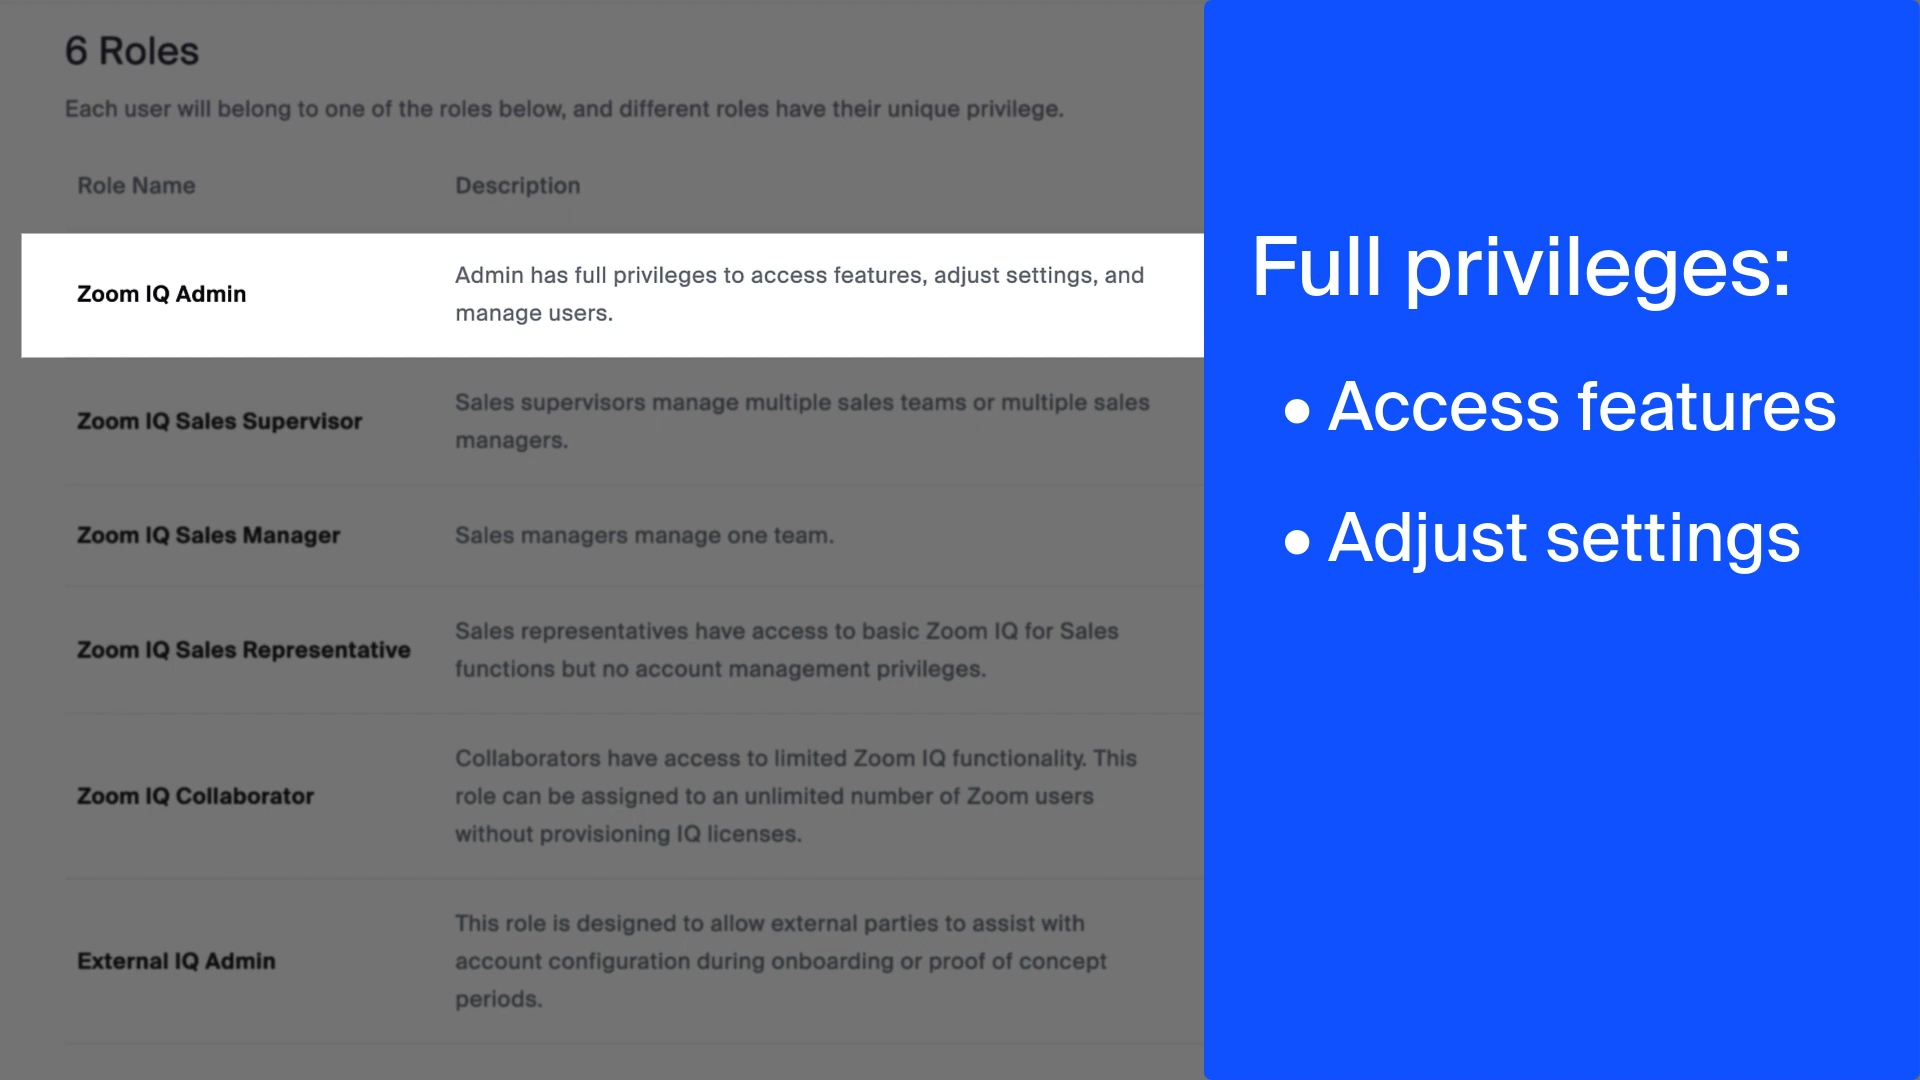 6 Roles
Each user will belong to one of the roles below, and different roles have their unique privilege.
Role Name
Description
Zoom IQ Admin
Admin has full privileges to access features, adjust settings, and
manage users.
Zoom IQ Sales Supervisor
Sales supervisors manage multiple sales teams or multiple sales
managers.
Zoom IQ Sales Manager
Sales managers manage one team.
Zoom IQ Sales Representative
Sales representatives have access to basic Zoom IQ for Sales
functions but no account management privileges.
Zoom IQ Collaborator
Collaborators have access to limited Zoom IQ functionality. This
role can be assigned to an unlimited number of Zoom users
without provisioning IQ licenses.
External IQ Admin
This role is designed to allow external parties to assist with
account configuration during onboarding or proof of concept
periods.
Full privileges:
• Access features
• Adjust settings